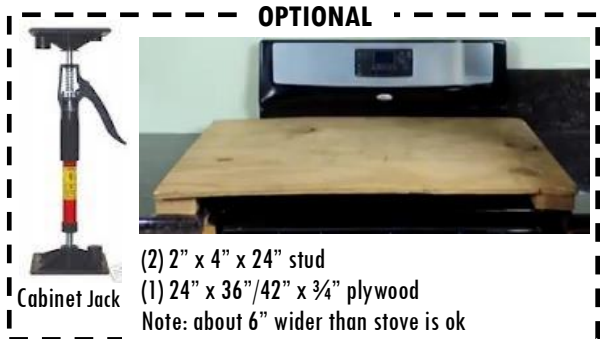 OPTIONAL
Cabinet Jack
(2) 2” x 4” x 24” stud
(1) 24” x 36”/42” x ¾” plywood
Note: about 6” wider than stove is ok